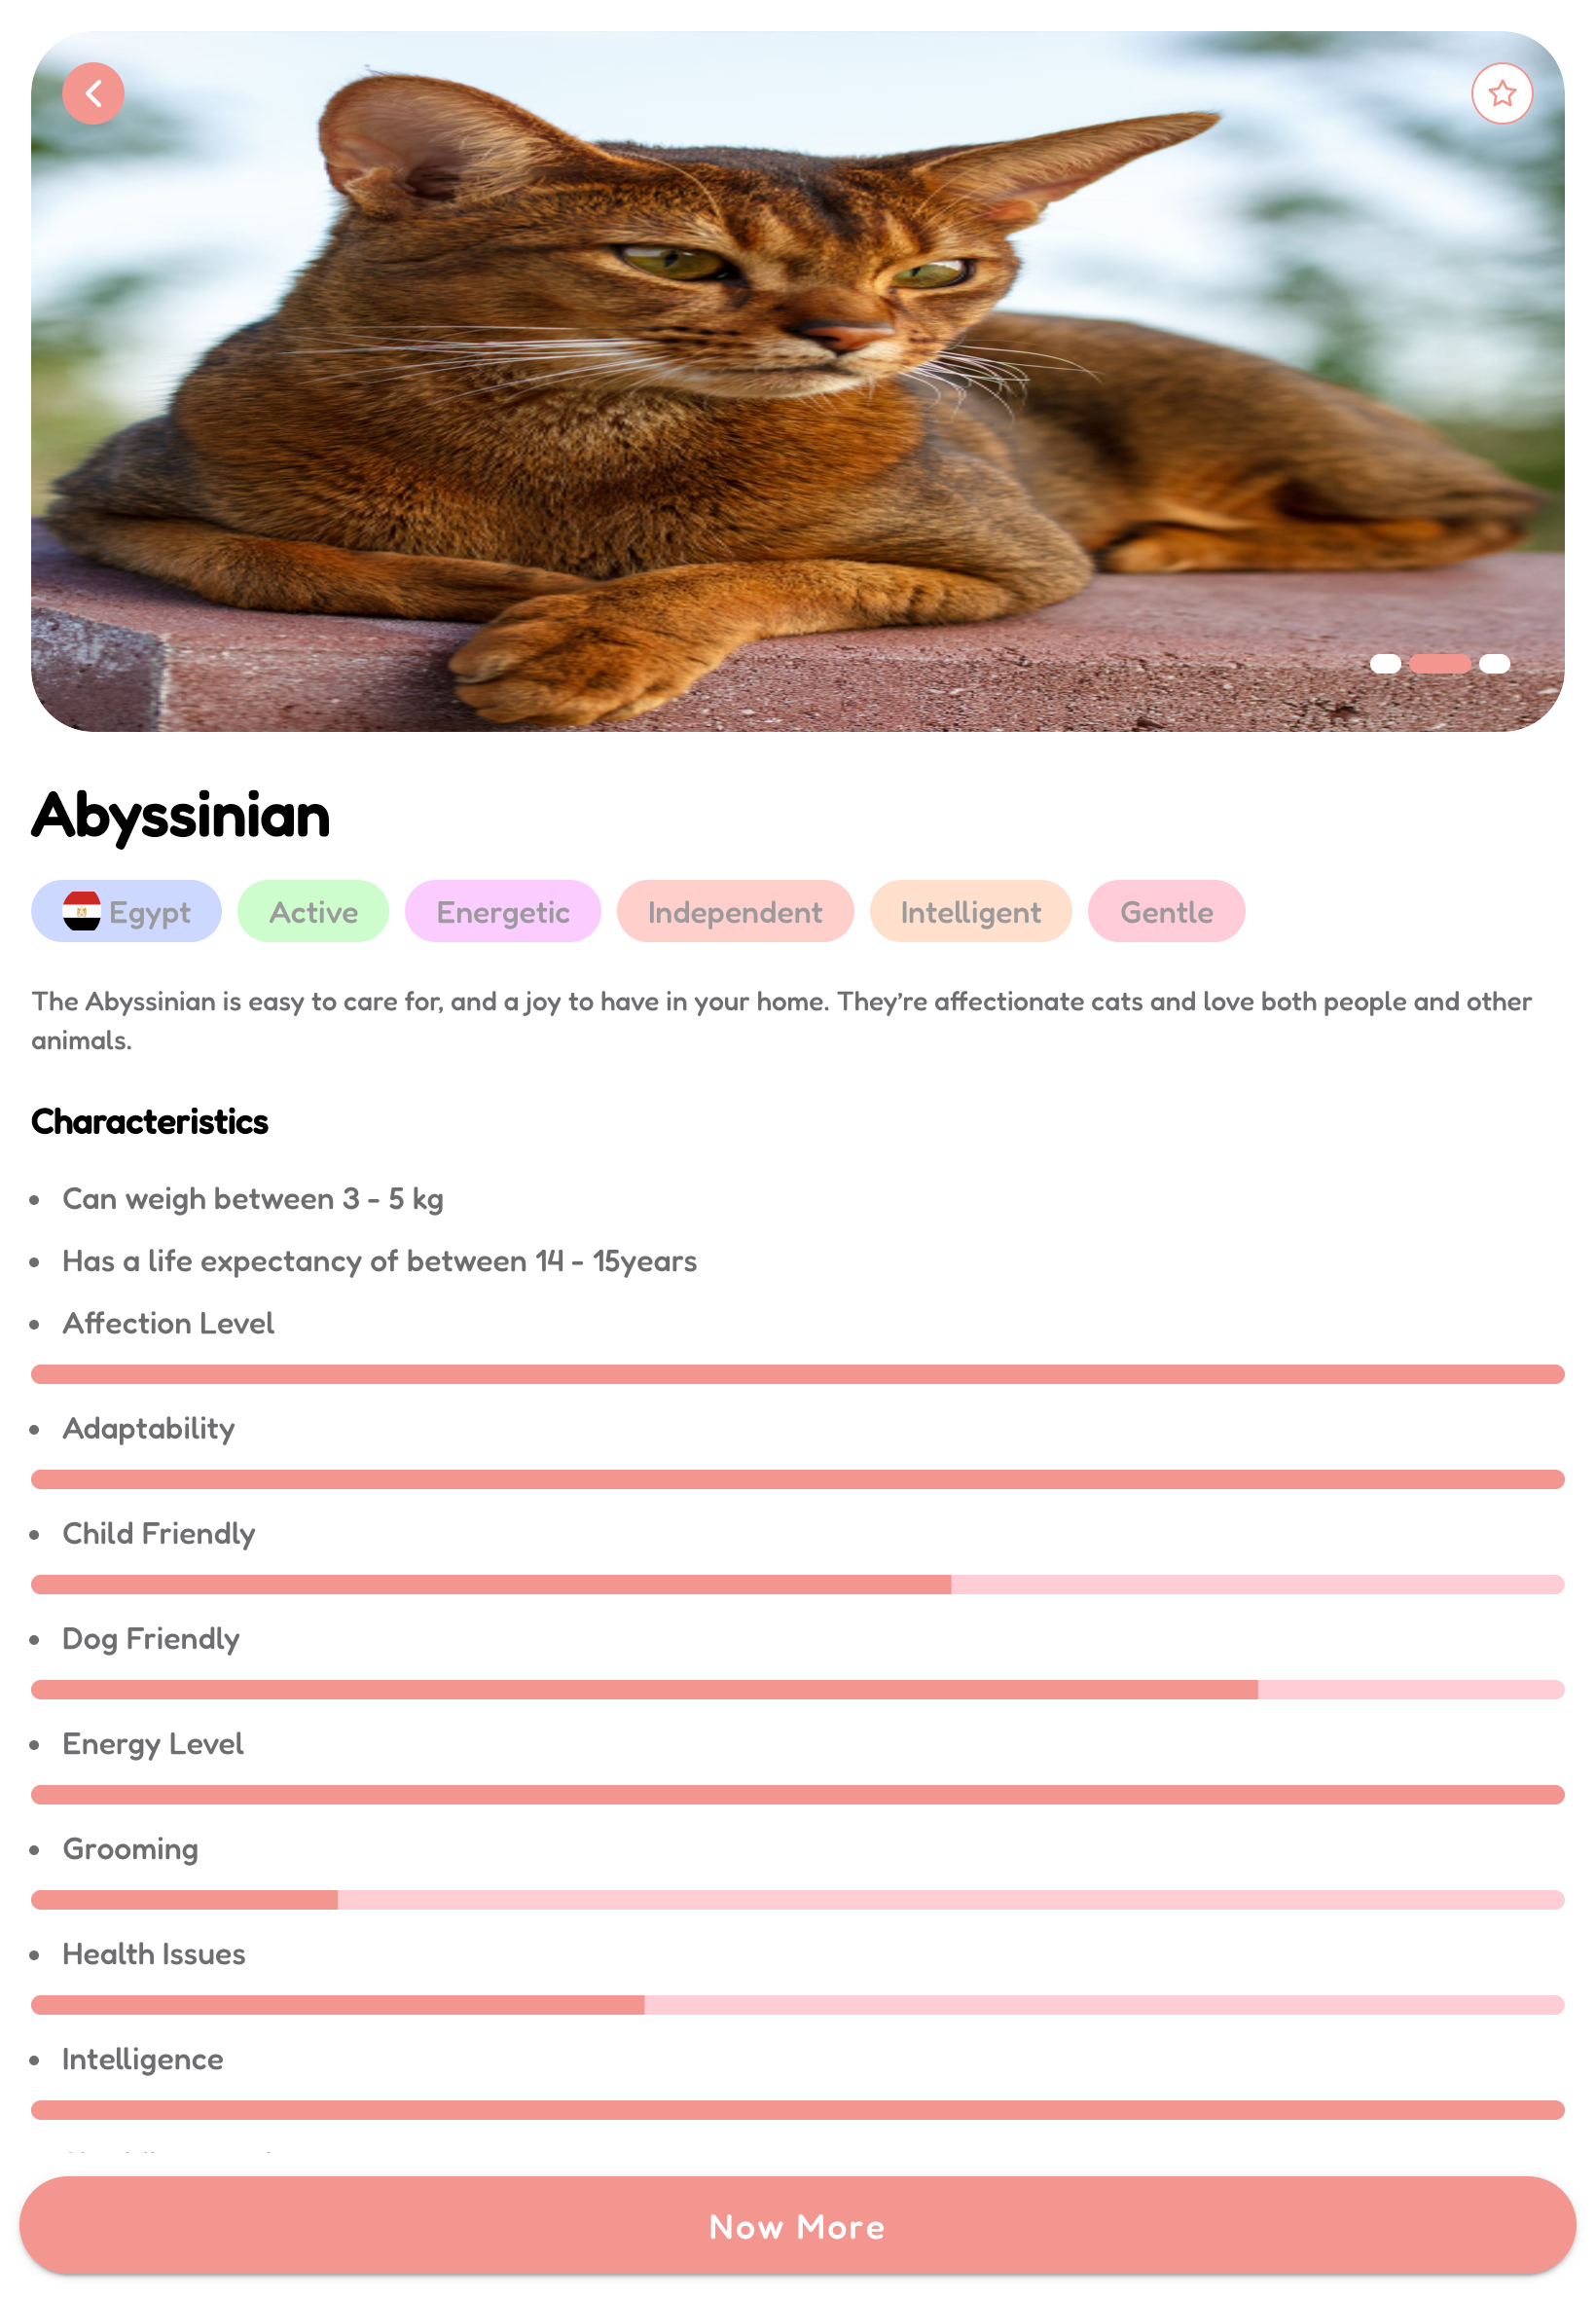 Abyssinian
Egypt Active Energetic Independent Intelligent Gentle
The Abyssinian is easy to care for, and a joy to have in your home. They're affectionate cats and love both people and other
animals.
Characteristics
• Can weigh between 3 - 5 kg
• Has a life expectancy of between 14 - 15years
• Affection Level
• Adaptability
• Child Friendly
• Dog Friendly
• Energy Level
• Grooming
• Health Issues
• Intelligence
Now More